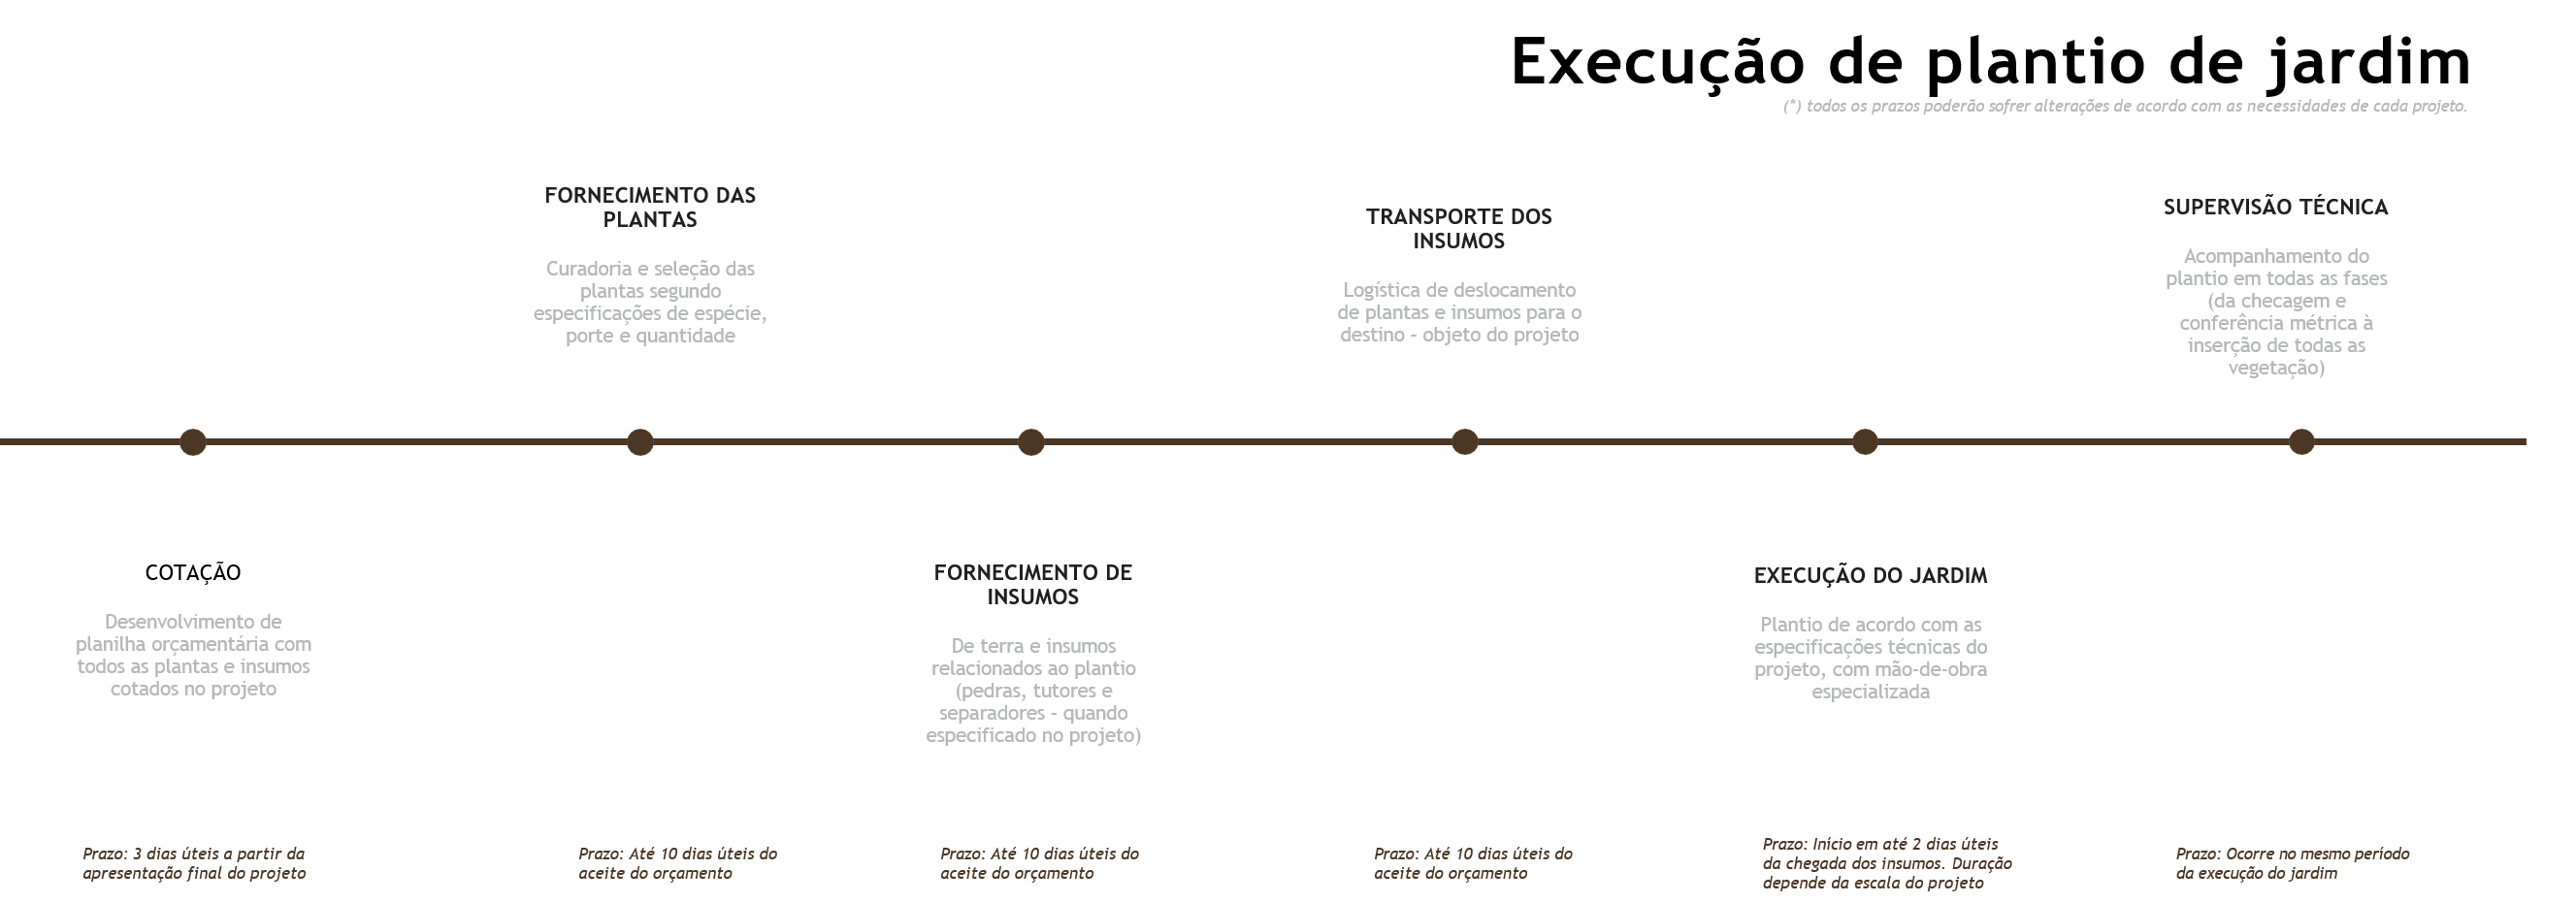 Execução de plantio de jardim
(*) todos os prazos poderão sofrer alterações de acordo com as necessidades de cada projeto.
COTAÇÃO
Desenvolvimento de
planilha orçamentária com
todos as plantas e insumos
cotados no projeto
Prazo: 3 dias úteis a partir da
apresentação final do projeto
FORNECIMENTO DAS
PLANTAS
Curadoria e seleção das
plantas segundo
especificações de espécie,
porte e quantidade
Prazo: Até 10 dias úteis do
aceite do orçamento
FORNECIMENTO DE
INSUMOS
De terra e insumos
relacionados ao plantio
(pedras, tutores e
separadores - quando
especificado no projeto)
Prazo: Até 10 dias úteis do
aceite do orçamento
TRANSPORTE DOS
INSUMOS
Logística de deslocamento
de plantas e insumos para o
destino - objeto do projeto
Prazo: Até 10 dias úteis do
aceite do orçamento
EXECUÇÃO DO JARDIM
Plantio de acordo com as
especificações técnicas do
projeto, com mão-de-obra
especializada
Prazo: Início em até 2 dias úteis
da chegada dos insumos. Duração
depende da escala do projeto
SUPERVISÃO TÉCNICA
Acompanhamento do
plantio em todas as fases
(da checagem e
conferência métrica à
inserção de todas as
vegetação)
Prazo: Ocorre no mesmo período
da execução do jardim